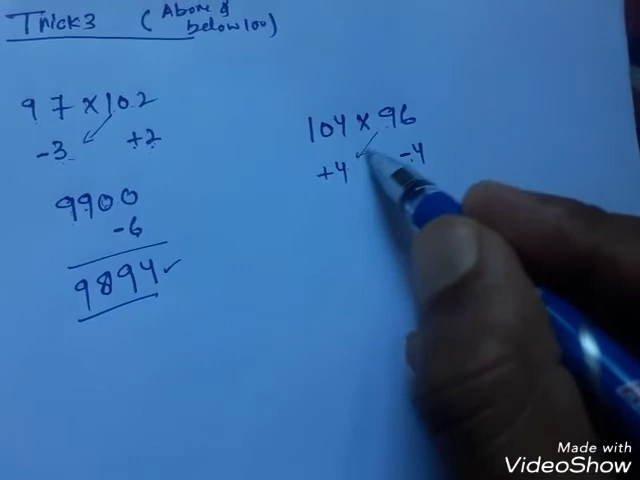 Trick3 (Above &
below 100)
97 × 102
-3 +2
9900
-6
9894 ✓
104 × 96
+4 -4
Made with
VideoShow